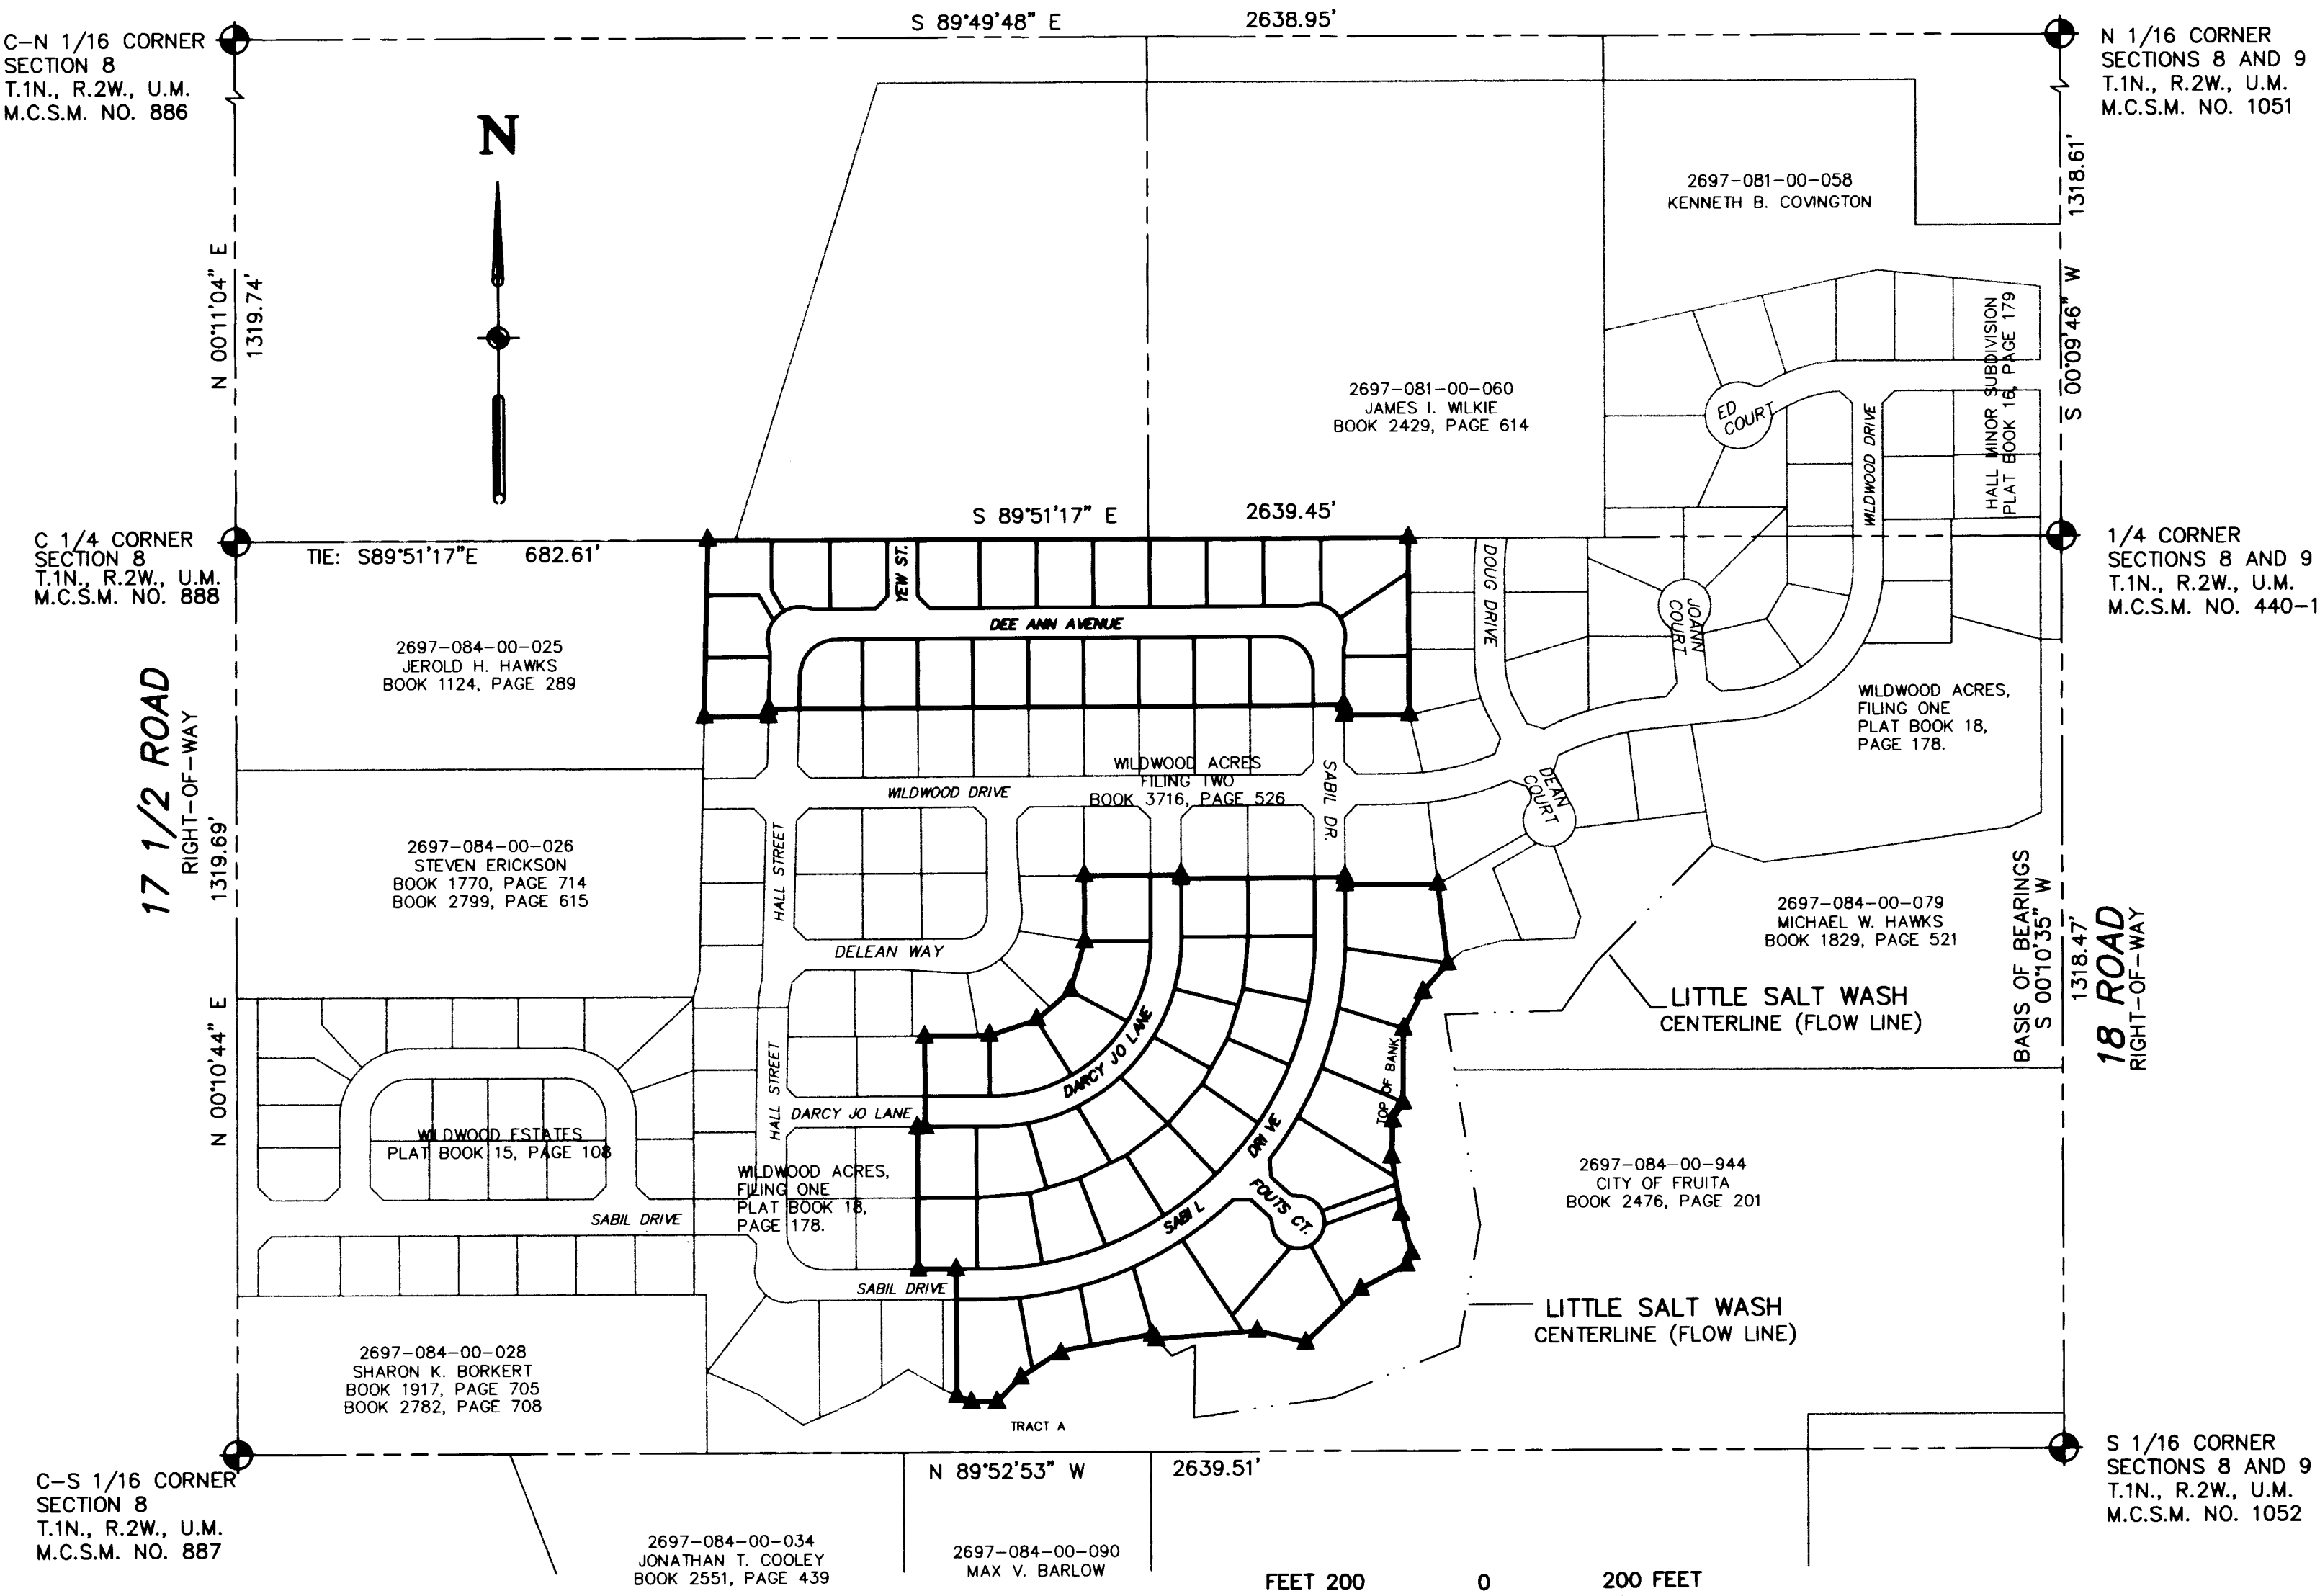 S 89°49'48" E 2638.95'
C-N 1/16 CORNER
SECTION 8
T.1N., R.2W., U.M.
M.C.S.M. NO. 886
N 1/16 CORNER
SECTIONS 8 AND 9
T.1N., R.2W., U.M.
M.C.S.M. NO. 1051
N
1318.61'
2697-081-00-058
KENNETH B. COVINGTON
N 00°11'04" E
1319.74'
S 00°09'46" W
HALL MINOR SUBDIVISION
PLAT BOOK 16, PAGE 179
2697-081-00-060
JAMES I. WILKIE
BOOK 2429, PAGE 614
ED
COURT
WILDWOOD DRIVE
S 89°51'17" E 2639.45'
C 1/4 CORNER
SECTION 8
T.1N., R.2W., U.M.
M.C.S.M. NO. 888
TIE: S89°51'17"E 682.61'
1/4 CORNER
SECTIONS 8 AND 9
T.1N., R.2W., U.M.
M.C.S.M. NO. 440-1
YEW ST.
DEE ANN AVENUE
DOUG DRIVE
JOANN
COURT
2697-084-00-025
JEROLD H. HAWKS
BOOK 1124, PAGE 289
17 1/2 ROAD
RIGHT-OF-WAY
1319.69'
WILDWOOD ACRES,
FILING ONE
PLAT BOOK 18,
PAGE 178.
WILDWOOD ACRES
FILING TWO
BOOK 3716, PAGE 526
WILDWOOD DRIVE
SABIL DR.
DEAN
COURT
HALL STREET
2697-084-00-026
STEVEN ERICKSON
BOOK 1770, PAGE 714
BOOK 2799, PAGE 615
2697-084-00-079
MICHAEL W. HAWKS
BOOK 1829, PAGE 521
BASIS OF BEARINGS
S 00°10'35" W
1318.47'
18 ROAD
RIGHT-OF-WAY
DELEAN WAY
LITTLE SALT WASH
CENTERLINE (FLOW LINE)
N 00°10'44" E
HALL STREET
DARCY JO LANE
DARCY JO LANE
TOP OF BANK
WILDWOOD ESTATES
PLAT BOOK 15, PAGE 108
WILDWOOD ACRES,
FILING ONE
PLAT BOOK 18,
PAGE 178.
2697-084-00-944
CITY OF FRUITA
BOOK 2476, PAGE 201
SABIL DRIVE
SABIL DRIVE
FOUTS CT.
SABIL DRIVE
LITTLE SALT WASH
CENTERLINE (FLOW LINE)
2697-084-00-028
SHARON K. BORKERT
BOOK 1917, PAGE 705
BOOK 2782, PAGE 708
TRACT A
N 89°52'53" W 2639.51'
C-S 1/16 CORNER
SECTION 8
T.1N., R.2W., U.M.
M.C.S.M. NO. 887
S 1/16 CORNER
SECTIONS 8 AND 9
T.1N., R.2W., U.M.
M.C.S.M. NO. 1052
2697-084-00-034
JONATHAN T. COOLEY
BOOK 2551, PAGE 439
2697-084-00-090
MAX V. BARLOW
FEET 200 0 200 FEET